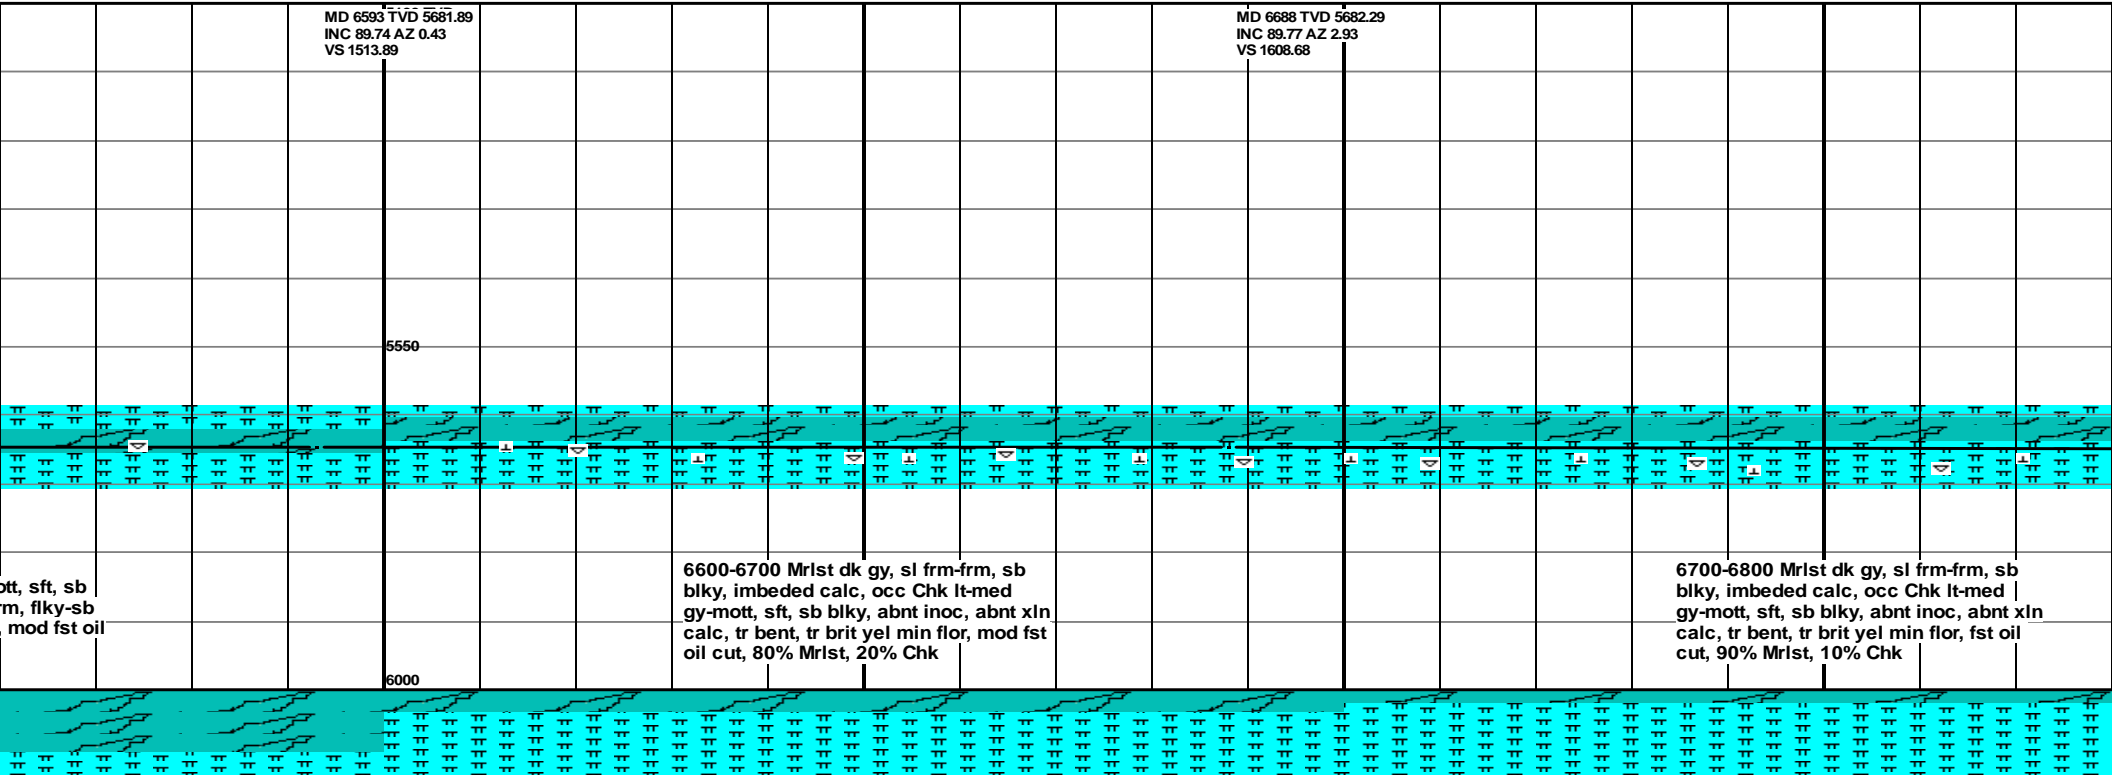 MD 6593 TVD 5681.89
INC 89.74 AZ 0.43
VS 1513.89
MD 6688 TVD 5682.29
INC 89.77 AZ 2.93
VS 1608.68
5550
ott, sft, sb
rm, flky-sb
, mod fst oil
6600-6700 Mrlst dk gy, sl frm-frm, sb
blky, imbeded calc, occ Chk lt-med
gy-mott, sft, sb blky, abnt inoc, abnt xln
calc, tr bent, tr brit yel min flor, mod fst
oil cut, 80% Mrlst, 20% Chk
6700-6800 Mrlst dk gy, sl frm-frm, sb
blky, imbeded calc, occ Chk lt-med
gy-mott, sft, sb blky, abnt inoc, abnt xln
calc, tr bent, tr brit yel min flor, fst oil
cut, 90% Mrlst, 10% Chk
6000